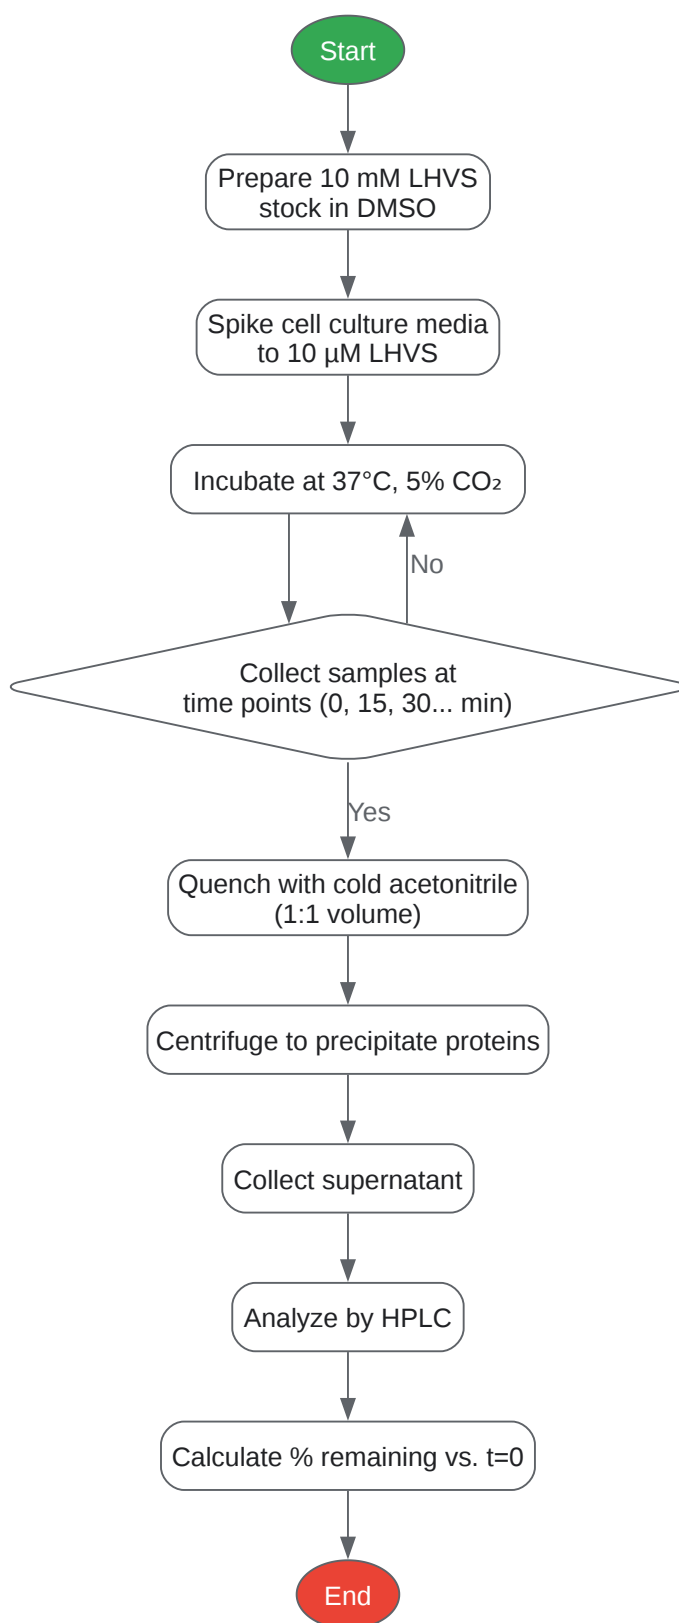 Start
Prepare 10 mM LHVS
stock in DMSO
Spike cell culture media
to 10 µM LHVS
Incubate at 37°C, 5% CO₂
No
Collect samples at
time points (0, 15, 30... min)
Yes
Quench with cold acetonitrile
(1:1 volume)
Centrifuge to precipitate proteins
Collect supernatant
Analyze by HPLC
Calculate % remaining vs. t=0
End